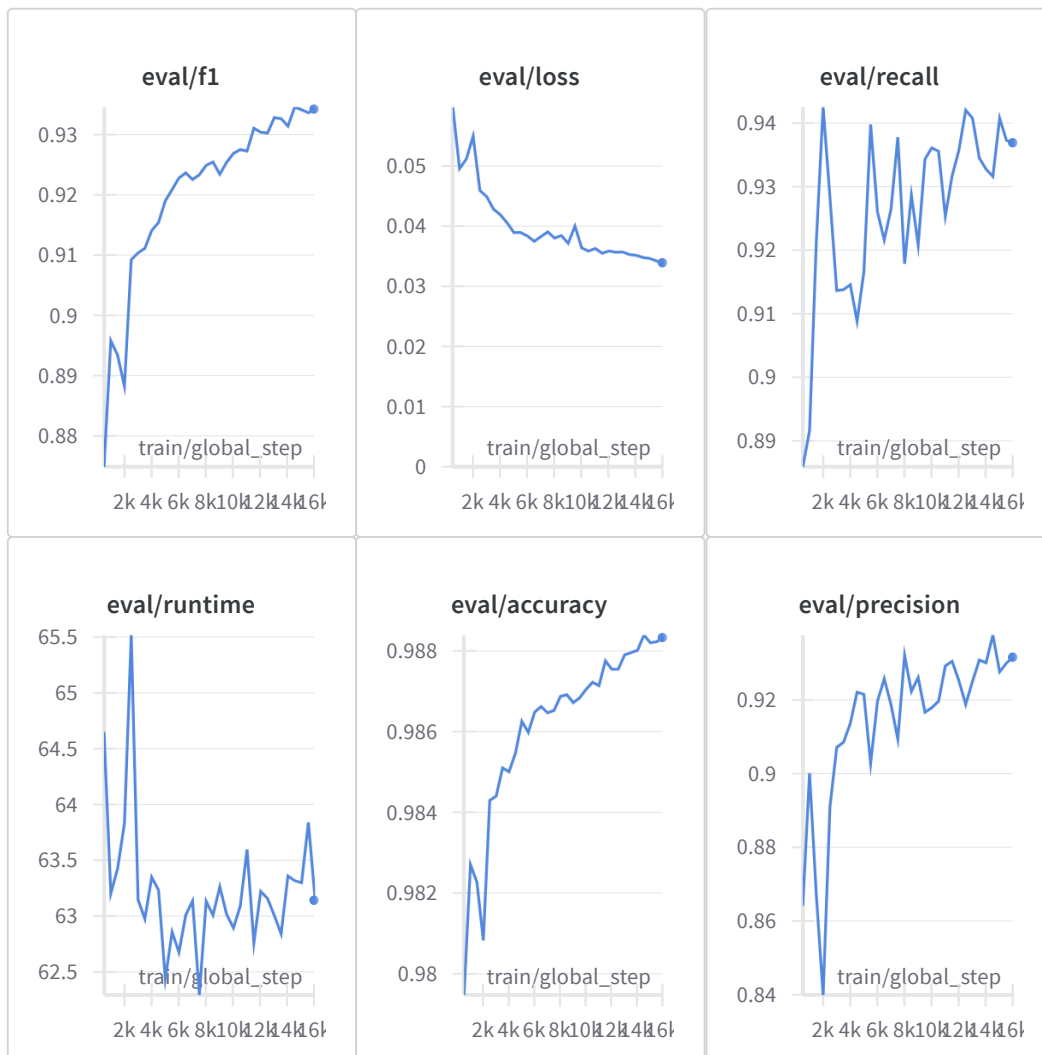 eval/f1
0.93
0.92
0.91
0.9
0.89
0.88
train/global_step
2k 4k 6k 8k 10k 12k 14k 16k
eval/loss
0.05
0.04
0.03
0.02
0.01
0
train/global_step
2k 4k 6k 8k 10k 12k 14k 16k
eval/recall
0.94
0.93
0.92
0.91
0.9
0.89
train/global_step
2k 4k 6k 8k 10k 12k 14k 16k
eval/runtime
65.5
65
64.5
64
63.5
63
62.5
train/global_step
2k 4k 6k 8k 10k 12k 14k 16k
eval/accuracy
0.988
0.986
0.984
0.982
0.98
train/global_step
2k 4k 6k 8k 10k 12k 14k 16k
eval/precision
0.92
0.9
0.88
0.86
0.84
train/global_step
2k 4k 6k 8k 10k 12k 14k 16k